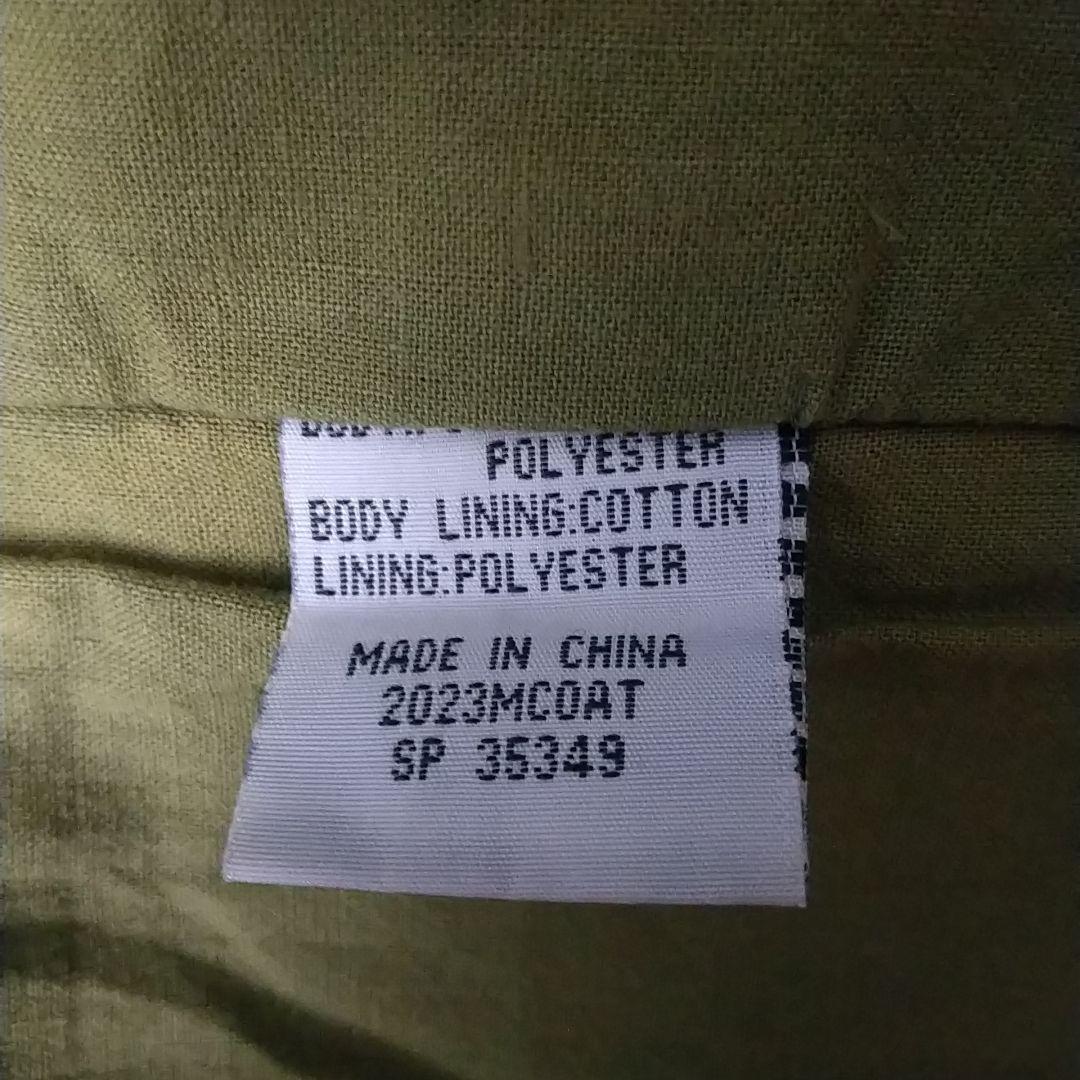 POLYESTER
BODY LINING:COTTON
LINING:POLYESTER
MADE IN CHINA
2023MCOAT
SP 35349